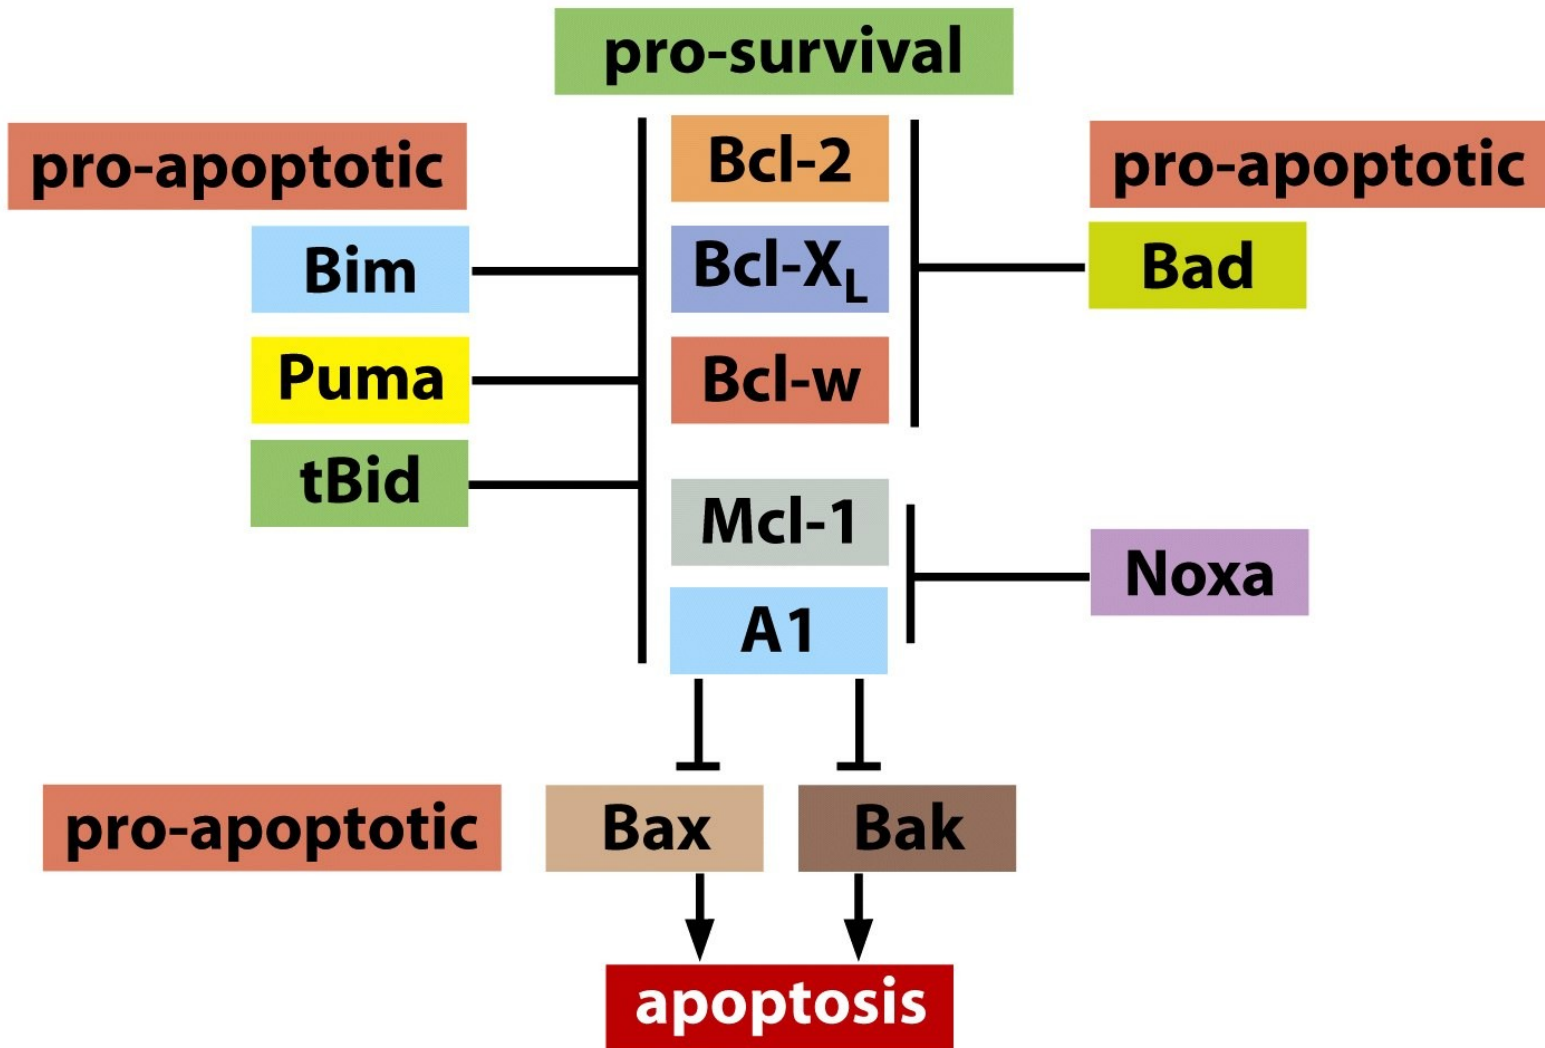 pro-survival
pro-apoptotic
Bcl-2
pro-apoptotic
Bim
Bcl-XL
Bad
Puma
Bcl-w
tBid
Mcl-1
Noxa
A1
pro-apoptotic
Bax
Bak
apoptosis